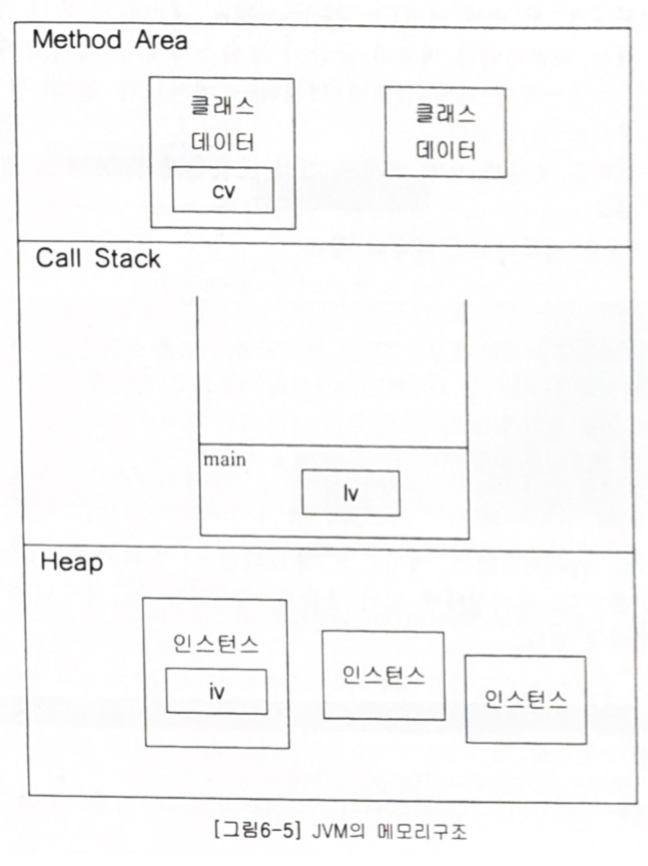 Method Area
클래스
데이터
cv
클래스
데이터
Call Stack
main
lv
Heap
인스턴스
iv
인스턴스
인스턴스
[그림6-5] JVM의 메모리구조